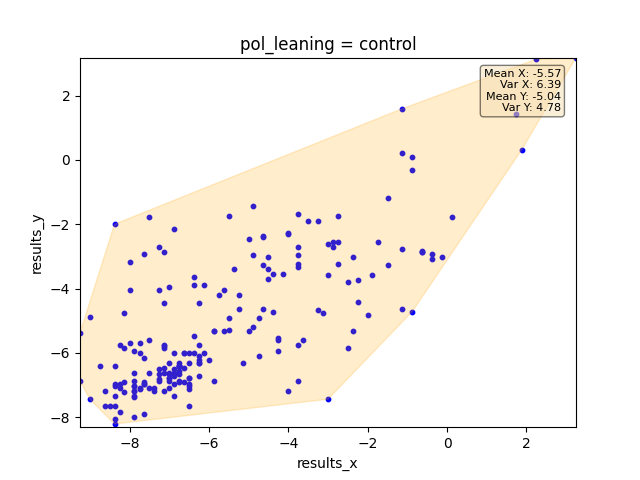 pol_leaning = control
Mean X: -5.57
Var X: 6.39
Mean Y: -5.04
Var Y: 4.78
2
0
−2
−4
−6
−8
results_y
−8 −6 −4 −2 0 2
results_x